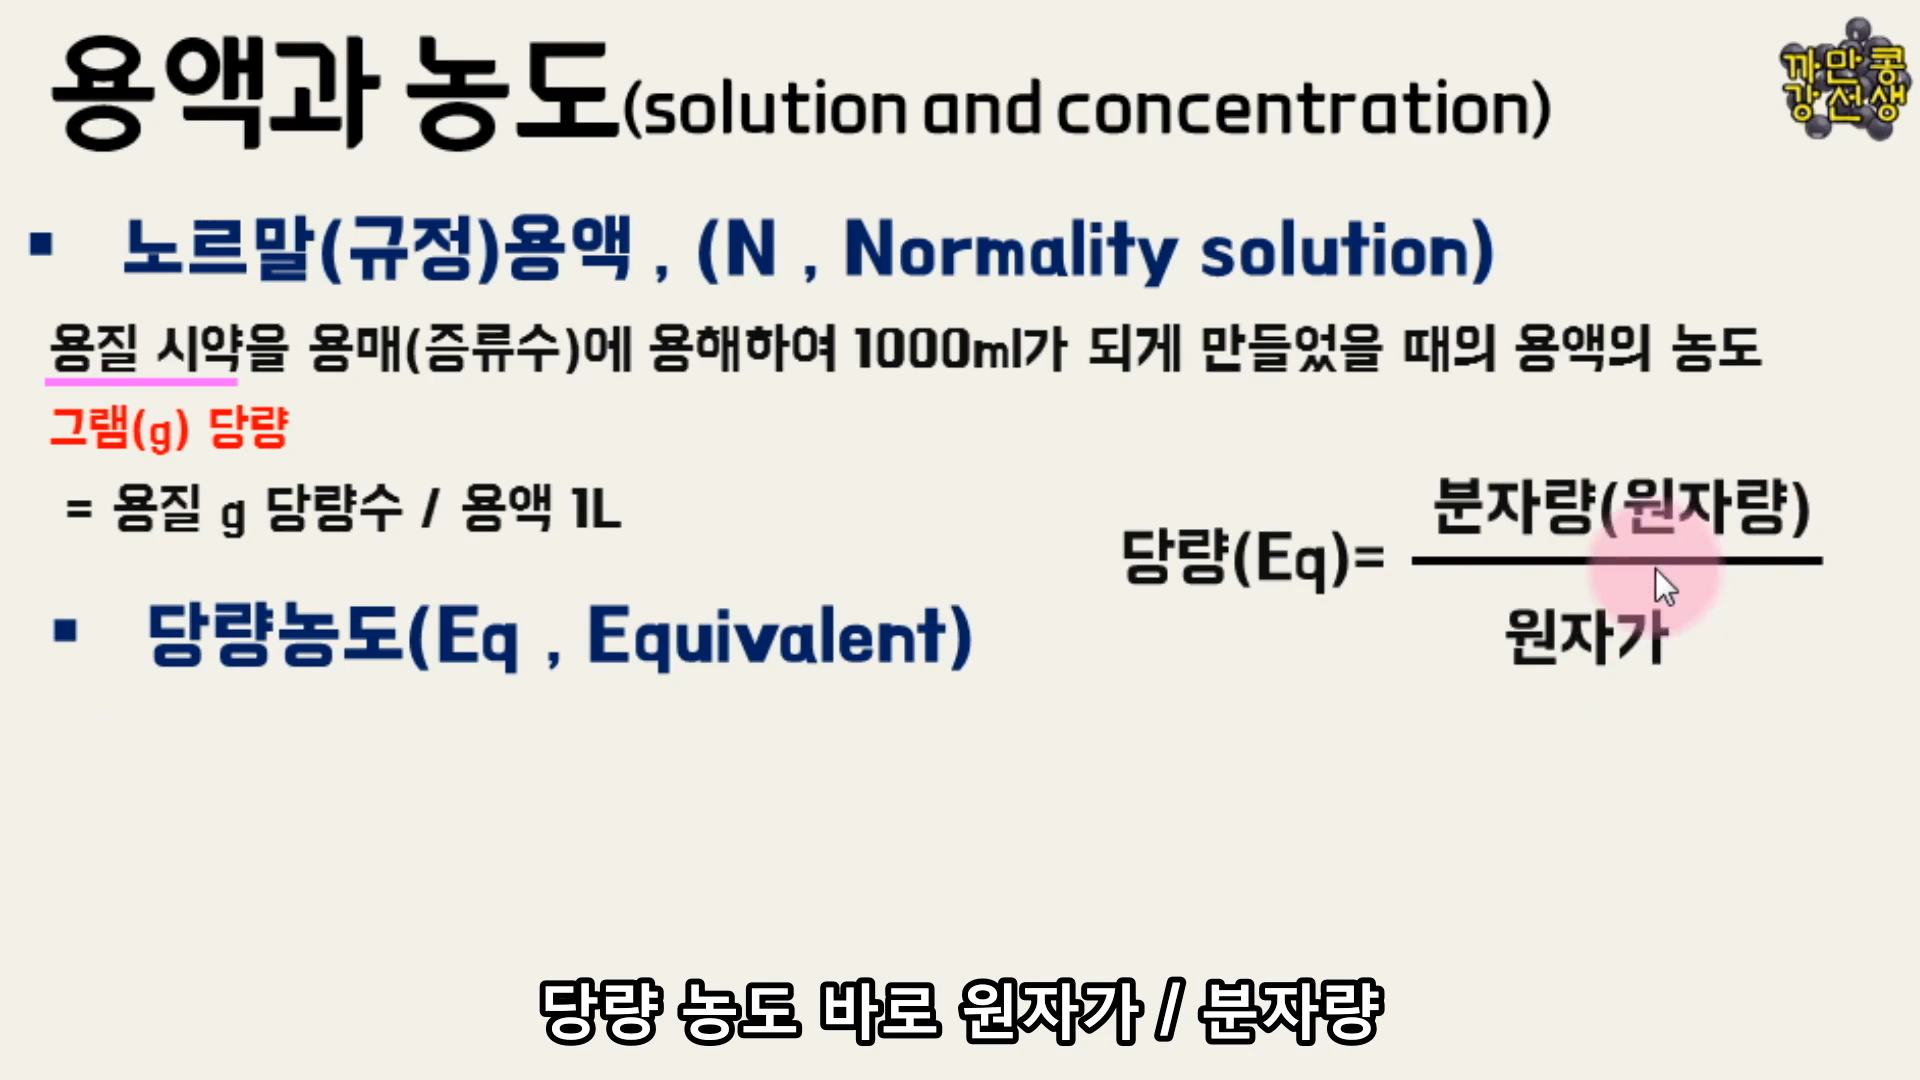 용액과 농도(solution and concentration)
까만콩
강선생
▪ 노르말(규정)용액 , (N , Normality solution)
용질 시약을 용매(증류수)에 용해하여 1000ml가 되게 만들었을 때의 용액의 농도
그램(g) 당량
= 용질 g 당량수 / 용액 1L
당량(Eq)=
분자량(원자량)
원자가
▪ 당량농도(Eq , Equivalent)
당량 농도 바로 원자가 / 분자량